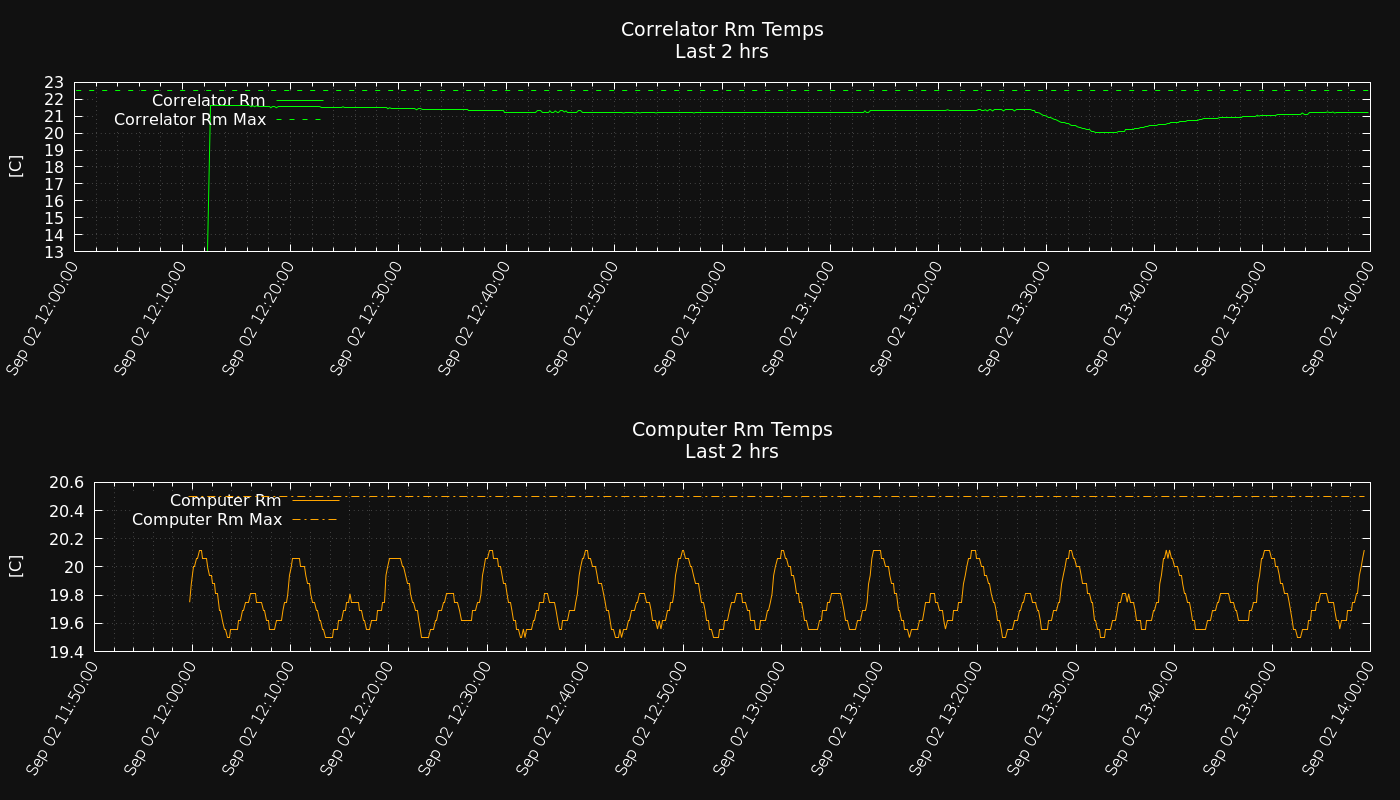 Correlator Rm Temps
Last 2 hrs
23
22
21
20
19
18
17
16
15
14
13
[C]
Correlator Rm
Correlator Rm Max
Sep 02 12:00:00
Sep 02 12:10:00
Sep 02 12:20:00
Sep 02 12:30:00
Sep 02 12:40:00
Sep 02 12:50:00
Sep 02 13:00:00
Sep 02 13:10:00
Sep 02 13:20:00
Sep 02 13:30:00
Sep 02 13:40:00
Sep 02 13:50:00
Sep 02 14:00:00
Computer Rm Temps
Last 2 hrs
20.6
20.4
20.2
20
19.8
19.6
19.4
[C]
Computer Rm
Computer Rm Max
Sep 02 11:50:00
Sep 02 12:00:00
Sep 02 12:10:00
Sep 02 12:20:00
Sep 02 12:30:00
Sep 02 12:40:00
Sep 02 12:50:00
Sep 02 13:00:00
Sep 02 13:10:00
Sep 02 13:20:00
Sep 02 13:30:00
Sep 02 13:40:00
Sep 02 13:50:00
Sep 02 14:00:00